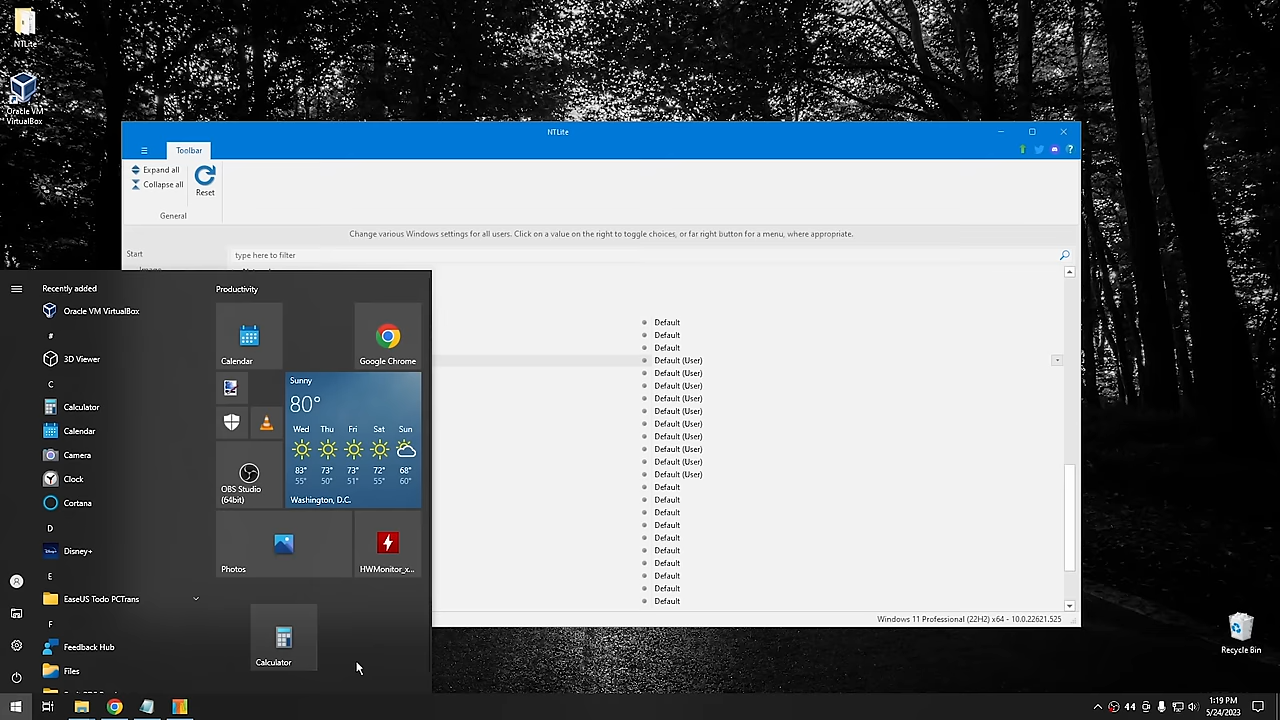 NTLite
Oracle VM
VirtualBox
NTLite
Toolbar
Expand all
Collapse all
Reset
General
Change various Windows settings for all users. Click on a value on the right to toggle choices, or far right button for a menu, where appropriate.
Start
type here to filter
Recently added
Oracle VM VirtualBox
#
3D Viewer
C
Calculator
Calendar
Camera
Clock
Cortana
D
Disney+
E
EaseUS Todo PCTrans
F
Feedback Hub
Files
Productivity
Calendar
Google Chrome
Sunny
80°
Wed Thu Fri Sat Sun
83° 73° 73° 72° 68°
55° 50° 51° 55° 60°
Washington, D.C.
OBS Studio
(64bit)
Photos
HWMonitor_x...
Calculator
Default
Default
Default
Default (User)
Default (User)
Default (User)
Default (User)
Default (User)
Default (User)
Default (User)
Default (User)
Default (User)
Default (User)
Default
Default
Default
Default
Default
Default
Default
Default
Default
Default
Windows 11 Professional (22H2) x64 - 10.0.22621.525
Recycle Bin
44
1:19 PM
5/24/2023